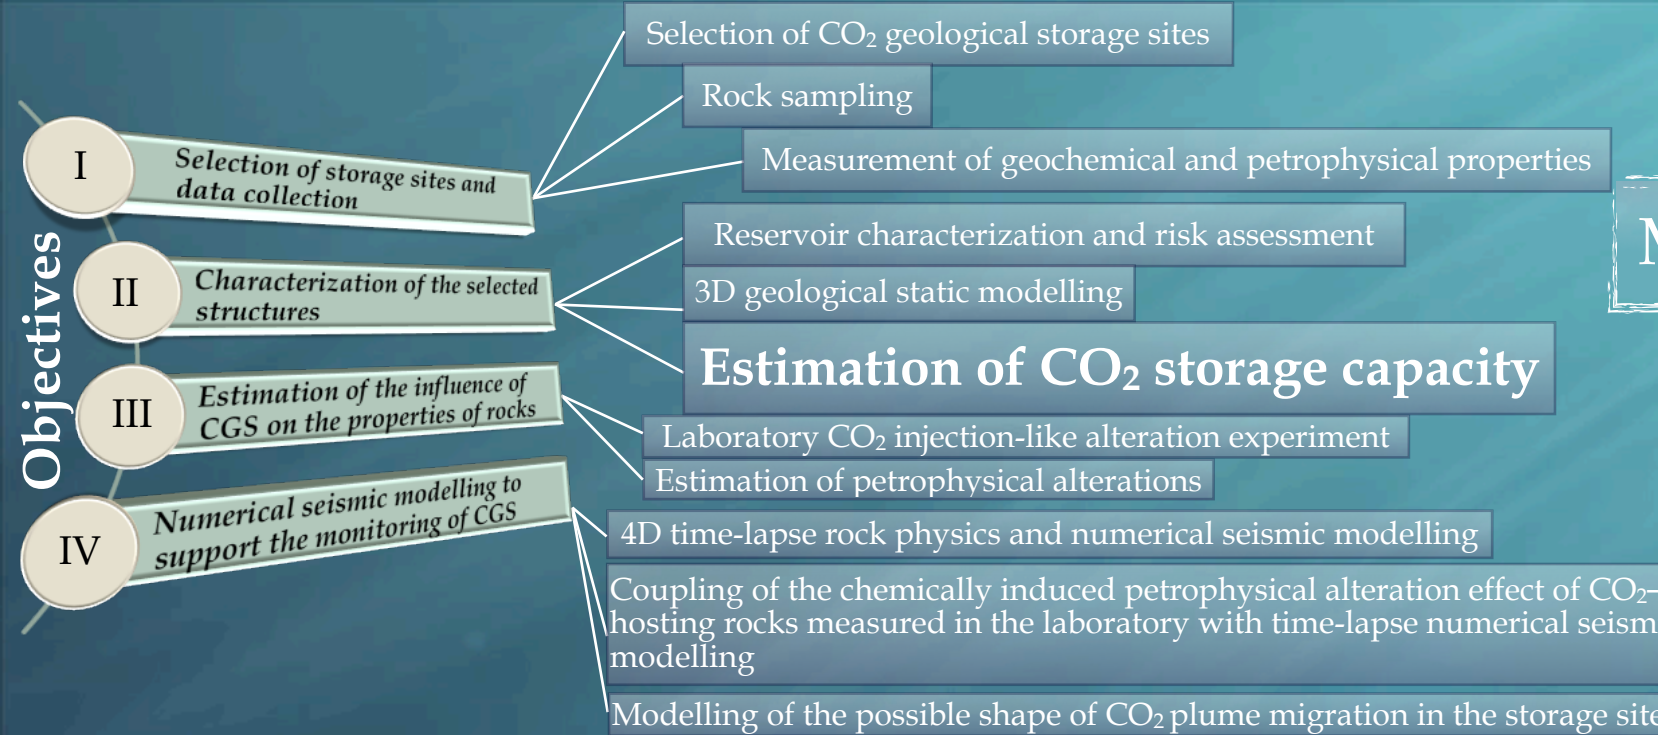 Objectives
I
Selection of storage sites and
data collection
Selection of CO₂ geological storage sites
Rock sampling
Measurement of geochemical and petrophysical properties
II
Characterization of the selected
structures
Reservoir characterization and risk assessment
3D geological static modelling
Estimation of CO₂ storage capacity
III
Estimation of the influence of
CGS on the properties of rocks
Laboratory CO₂ injection-like alteration experiment
Estimation of petrophysical alterations
IV
Numerical seismic modelling to
support the monitoring of CGS
4D time-lapse rock physics and numerical seismic modelling
Coupling of the chemically induced petrophysical alteration effect of CO₂–
hosting rocks measured in the laboratory with time-lapse numerical seism
modelling
Modelling of the possible shape of CO₂ plume migration in the storage site